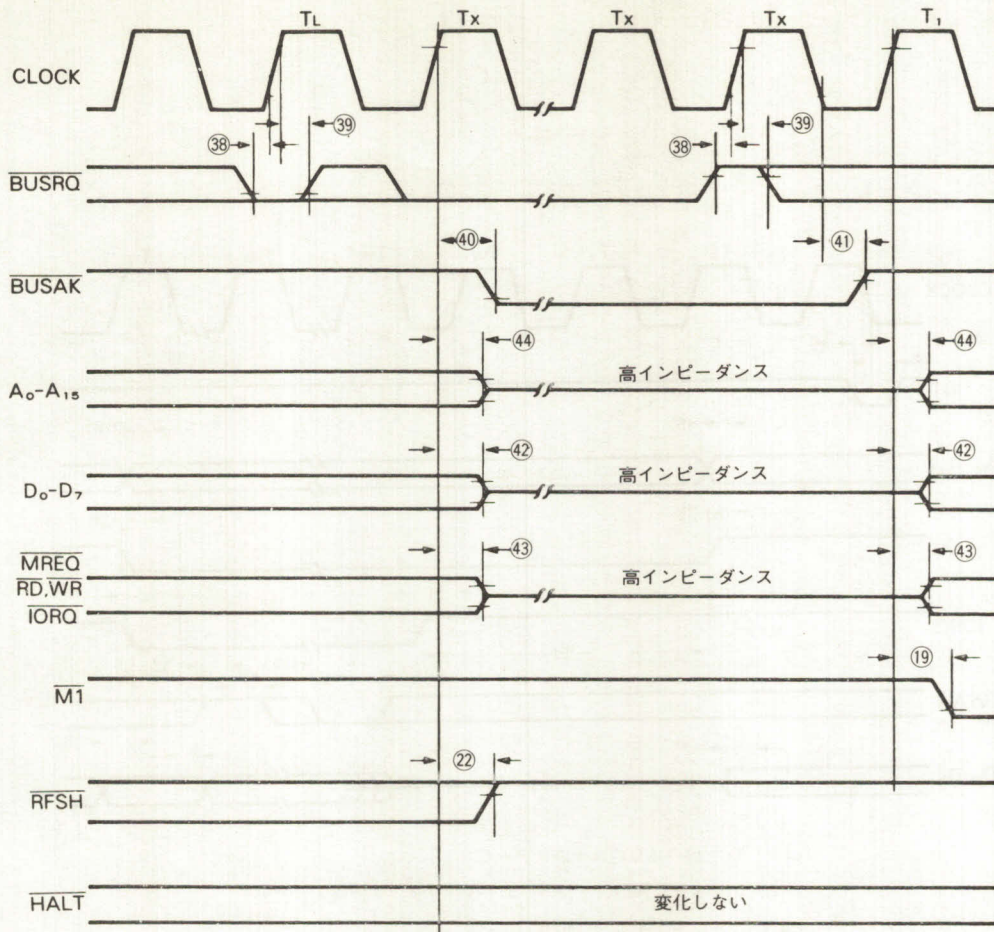 TL Tx Tx Tx T1
CLOCK
㊳ ㊴ ㊳ ㊴
BUSRQ
㊵ ㊶
BUSAK
㊹ ㊹
A0-A15 高インピーダンス
㊷ ㊷
D0-D7 高インピーダンス
㊸ ㊸
MREQ
RD,WR 高インピーダンス
IORQ
⑲
M1
㉒
RFSH
HALT 変化しない